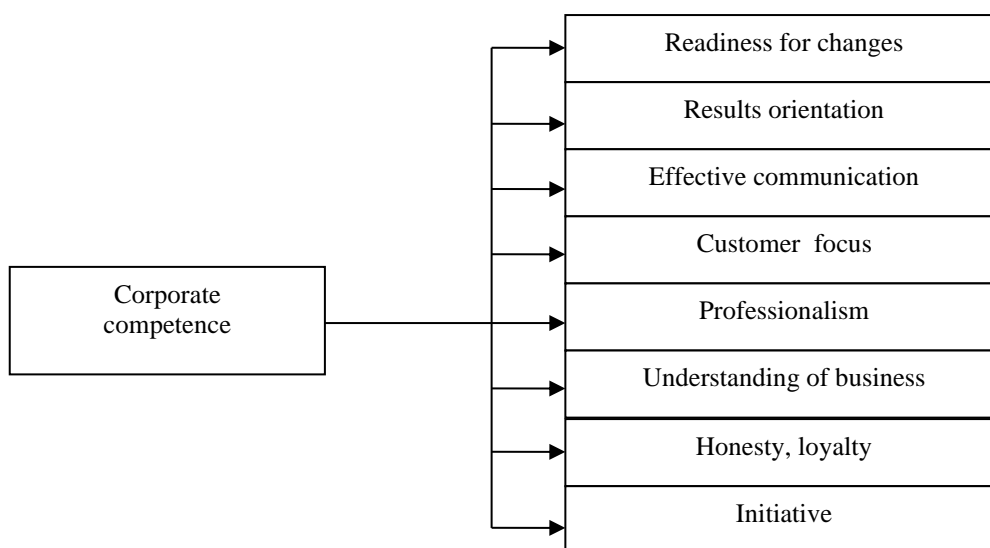 Readiness for changes
Results orientation
Effective communication
Customer focus
Corporate
competence
Professionalism
Understanding of business
Honesty, loyalty
Initiative